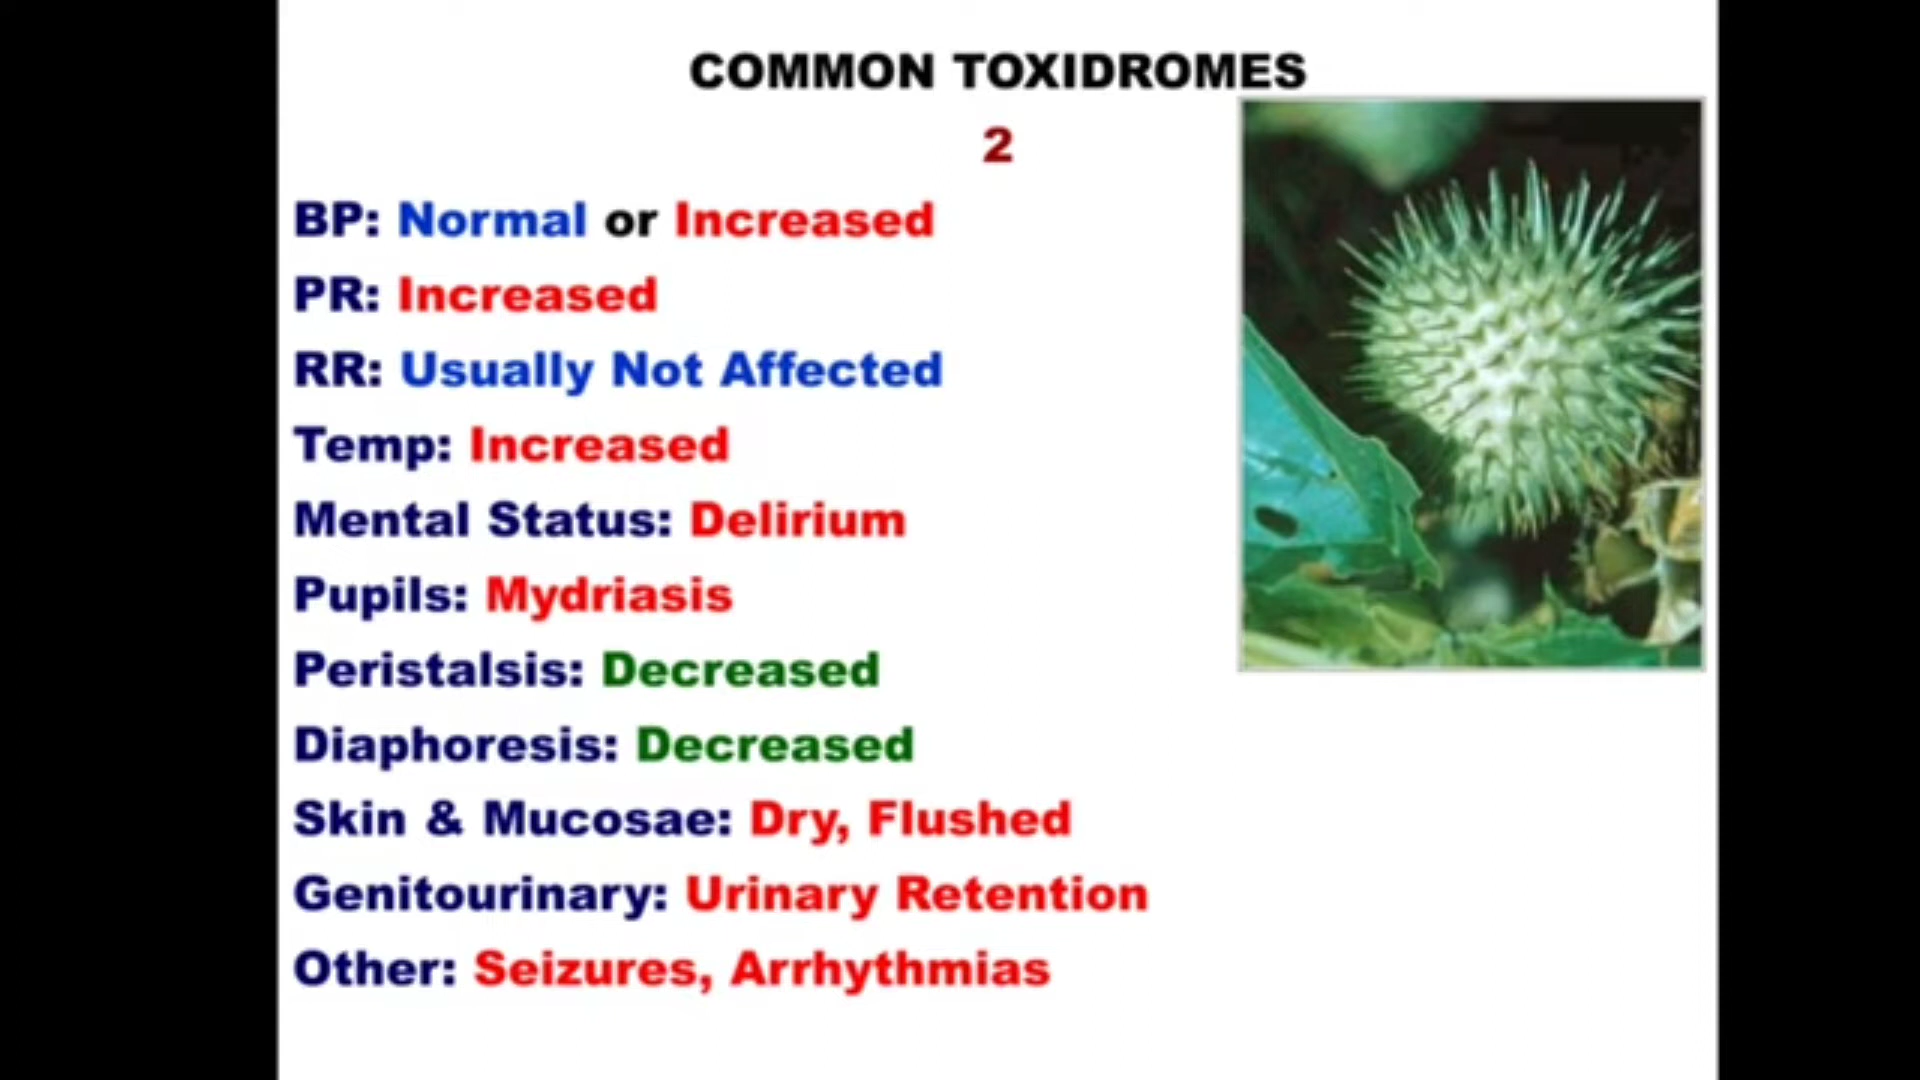 COMMON TOXIDROMES
2
BP: Normal or Increased
PR: Increased
RR: Usually Not Affected
Temp: Increased
Mental Status: Delirium
Pupils: Mydriasis
Peristalsis: Decreased
Diaphoresis: Decreased
Skin & Mucosae: Dry, Flushed
Genitourinary: Urinary Retention
Other: Seizures, Arrhythmias